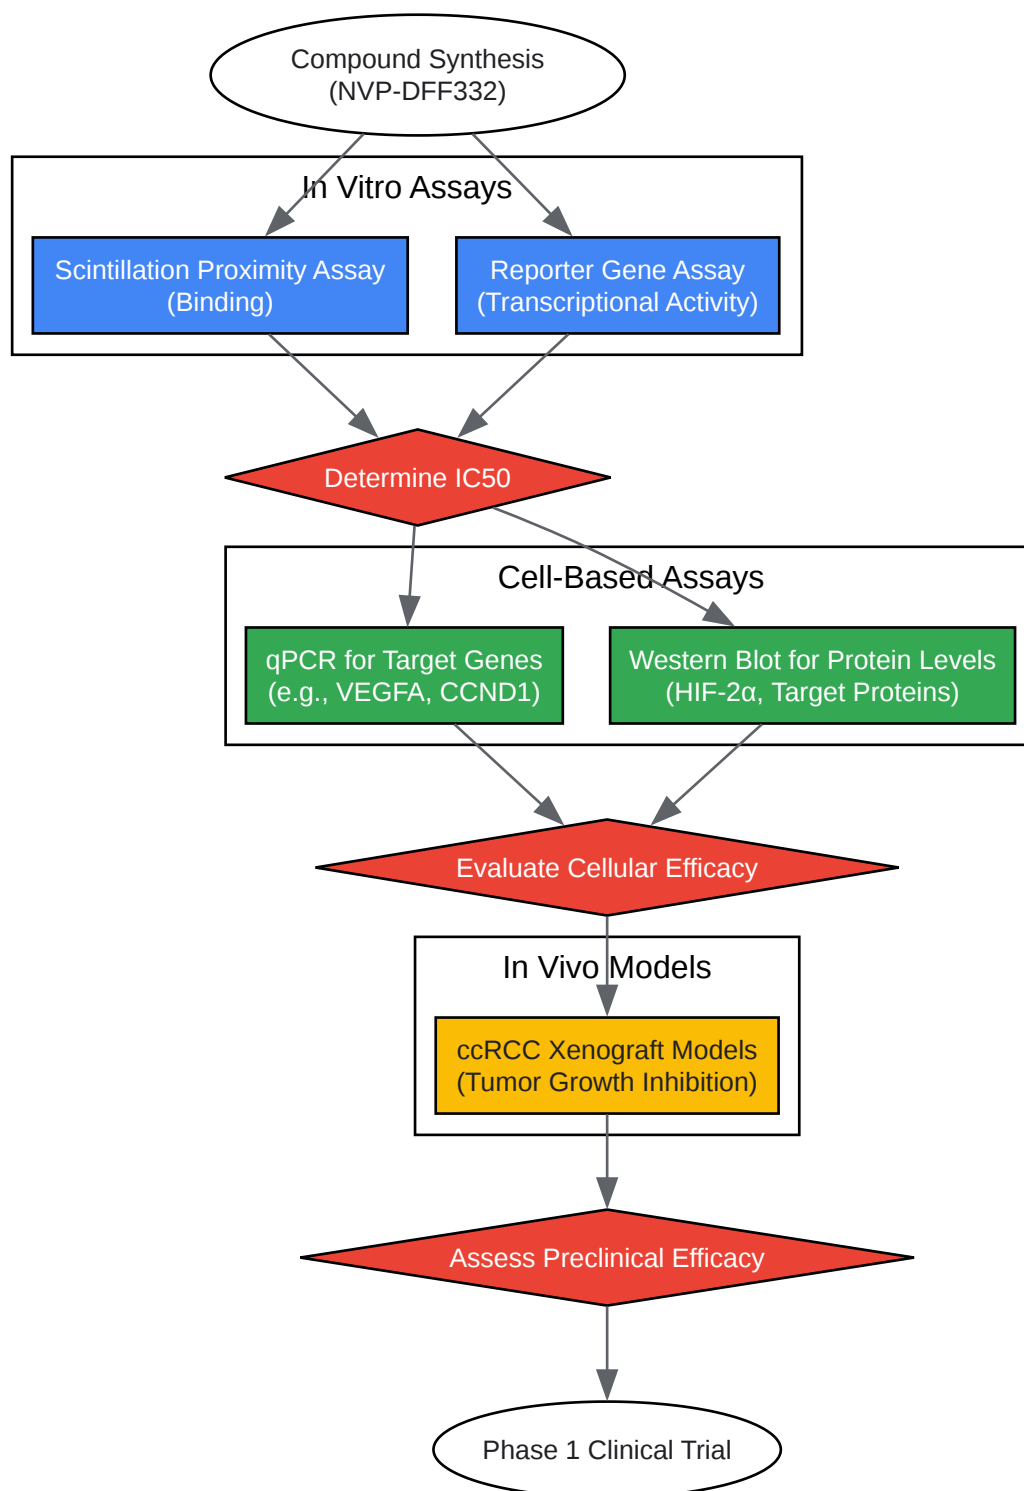 Compound Synthesis
(NVP-DFF332)
In Vitro Assays
Scintillation Proximity Assay
(Binding)
Reporter Gene Assay
(Transcriptional Activity)
Determine IC50
Cell-Based Assays
qPCR for Target Genes
(e.g., VEGFA, CCND1)
Western Blot for Protein Levels
(HIF-2α, Target Proteins)
Evaluate Cellular Efficacy
In Vivo Models
ccRCC Xenograft Models
(Tumor Growth Inhibition)
Assess Preclinical Efficacy
Phase 1 Clinical Trial